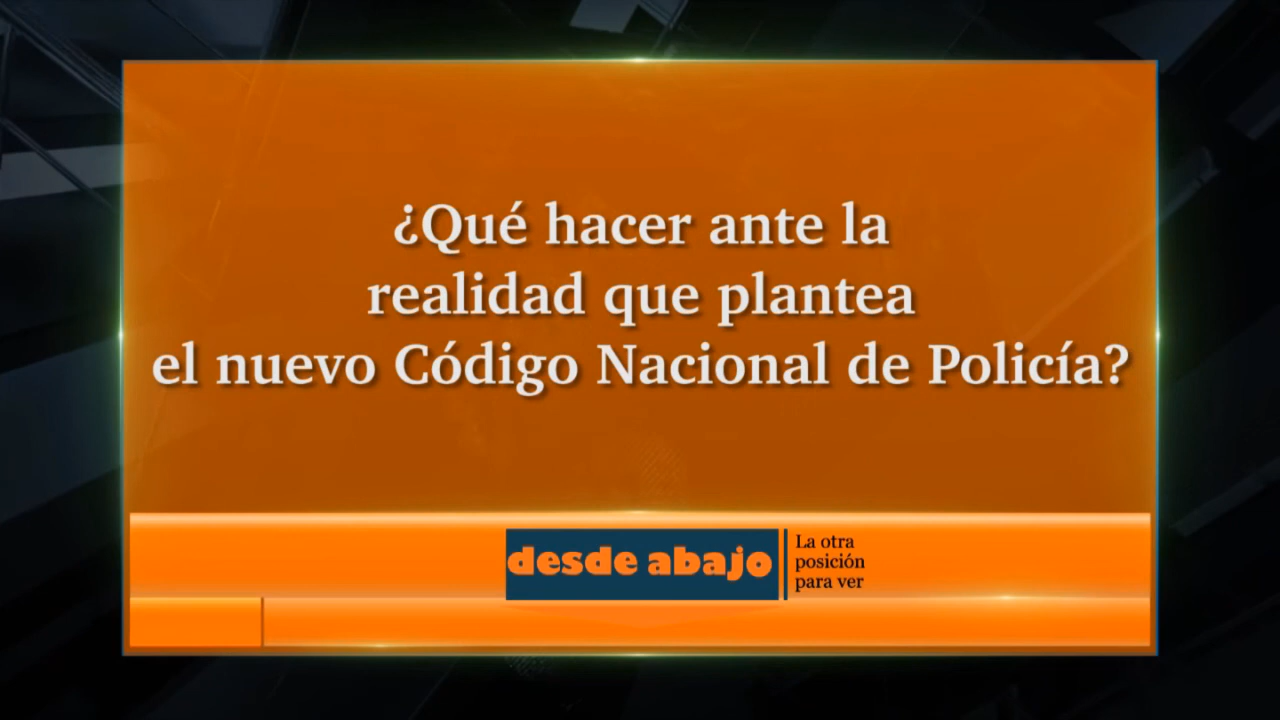 ¿Qué hacer ante la
realidad que plantea
el nuevo Código Nacional de Policía?
desde abajo
La otra
posición
para ver